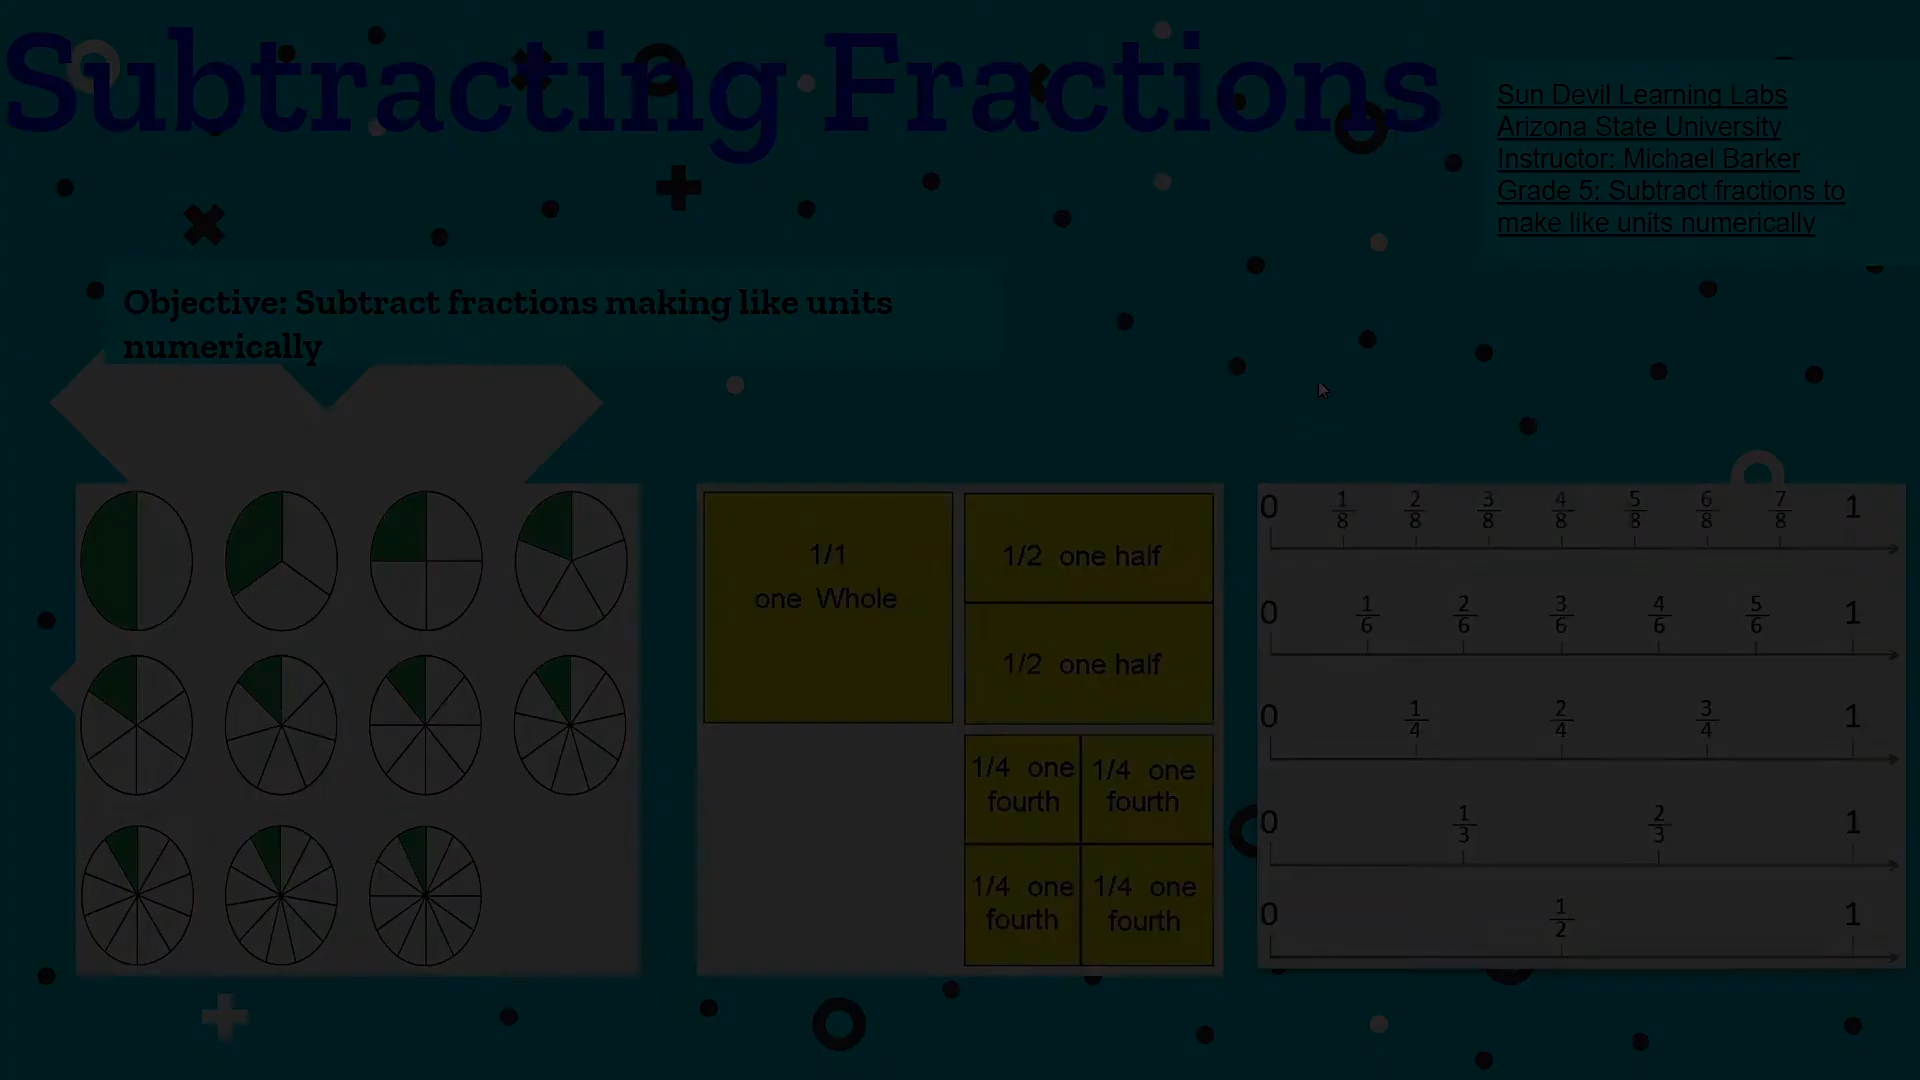 Subtracting Fractions
Sun Devil Learning Labs
Arizona State University
Instructor: Michael Barker
Grade 5: Subtract fractions to
make like units numerically
Objective: Subtract fractions making like units
numerically
1/1
one Whole
1/2 one half
1/2 one half
1/4 one
fourth
1/4 one
fourth
1/4 one
fourth
1/4 one
fourth
0 1/8 2/8 3/8 4/8 5/8 6/8 7/8 1
0 1/6 2/6 3/6 4/6 5/6 1
0 1/4 2/4 3/4 1
0 1/3 2/3 1
0 1/2 1